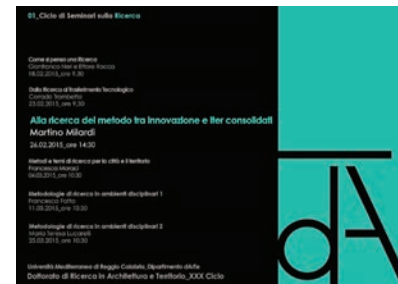 01_Ciclo di Seminari sulla Ricerca
Come si pensa una Ricerca
Gianfranco Neri e Ettore Rocca
18.02.2015_ore 9.30
Dalla Ricerca al Trasferimento Tecnologico
Corrado Trombetta
23.02.2015_ore 9.30
Alla ricerca del metodo tra innovazione e iter consolidati
Martino Milardi
26.02.2015_ore 14:30
Metodi e temi di ricerca per la città e il territorio
Francesca Moraci
06.03.2015_ore 10:30
Metodologie di ricerca in ambienti disciplinari 1
Francesca Fatta
11.03.2015_ore 10:30
Metodologie di ricerca in ambienti disciplinari 2
Maria Teresa Lucarelli
25.03.2015_ore 10:30
Università Mediterranea di Reggio Calabria_Dipartimento dArTe
Dottorato di Ricerca in Architettura e Territorio_XXX Ciclo
dA